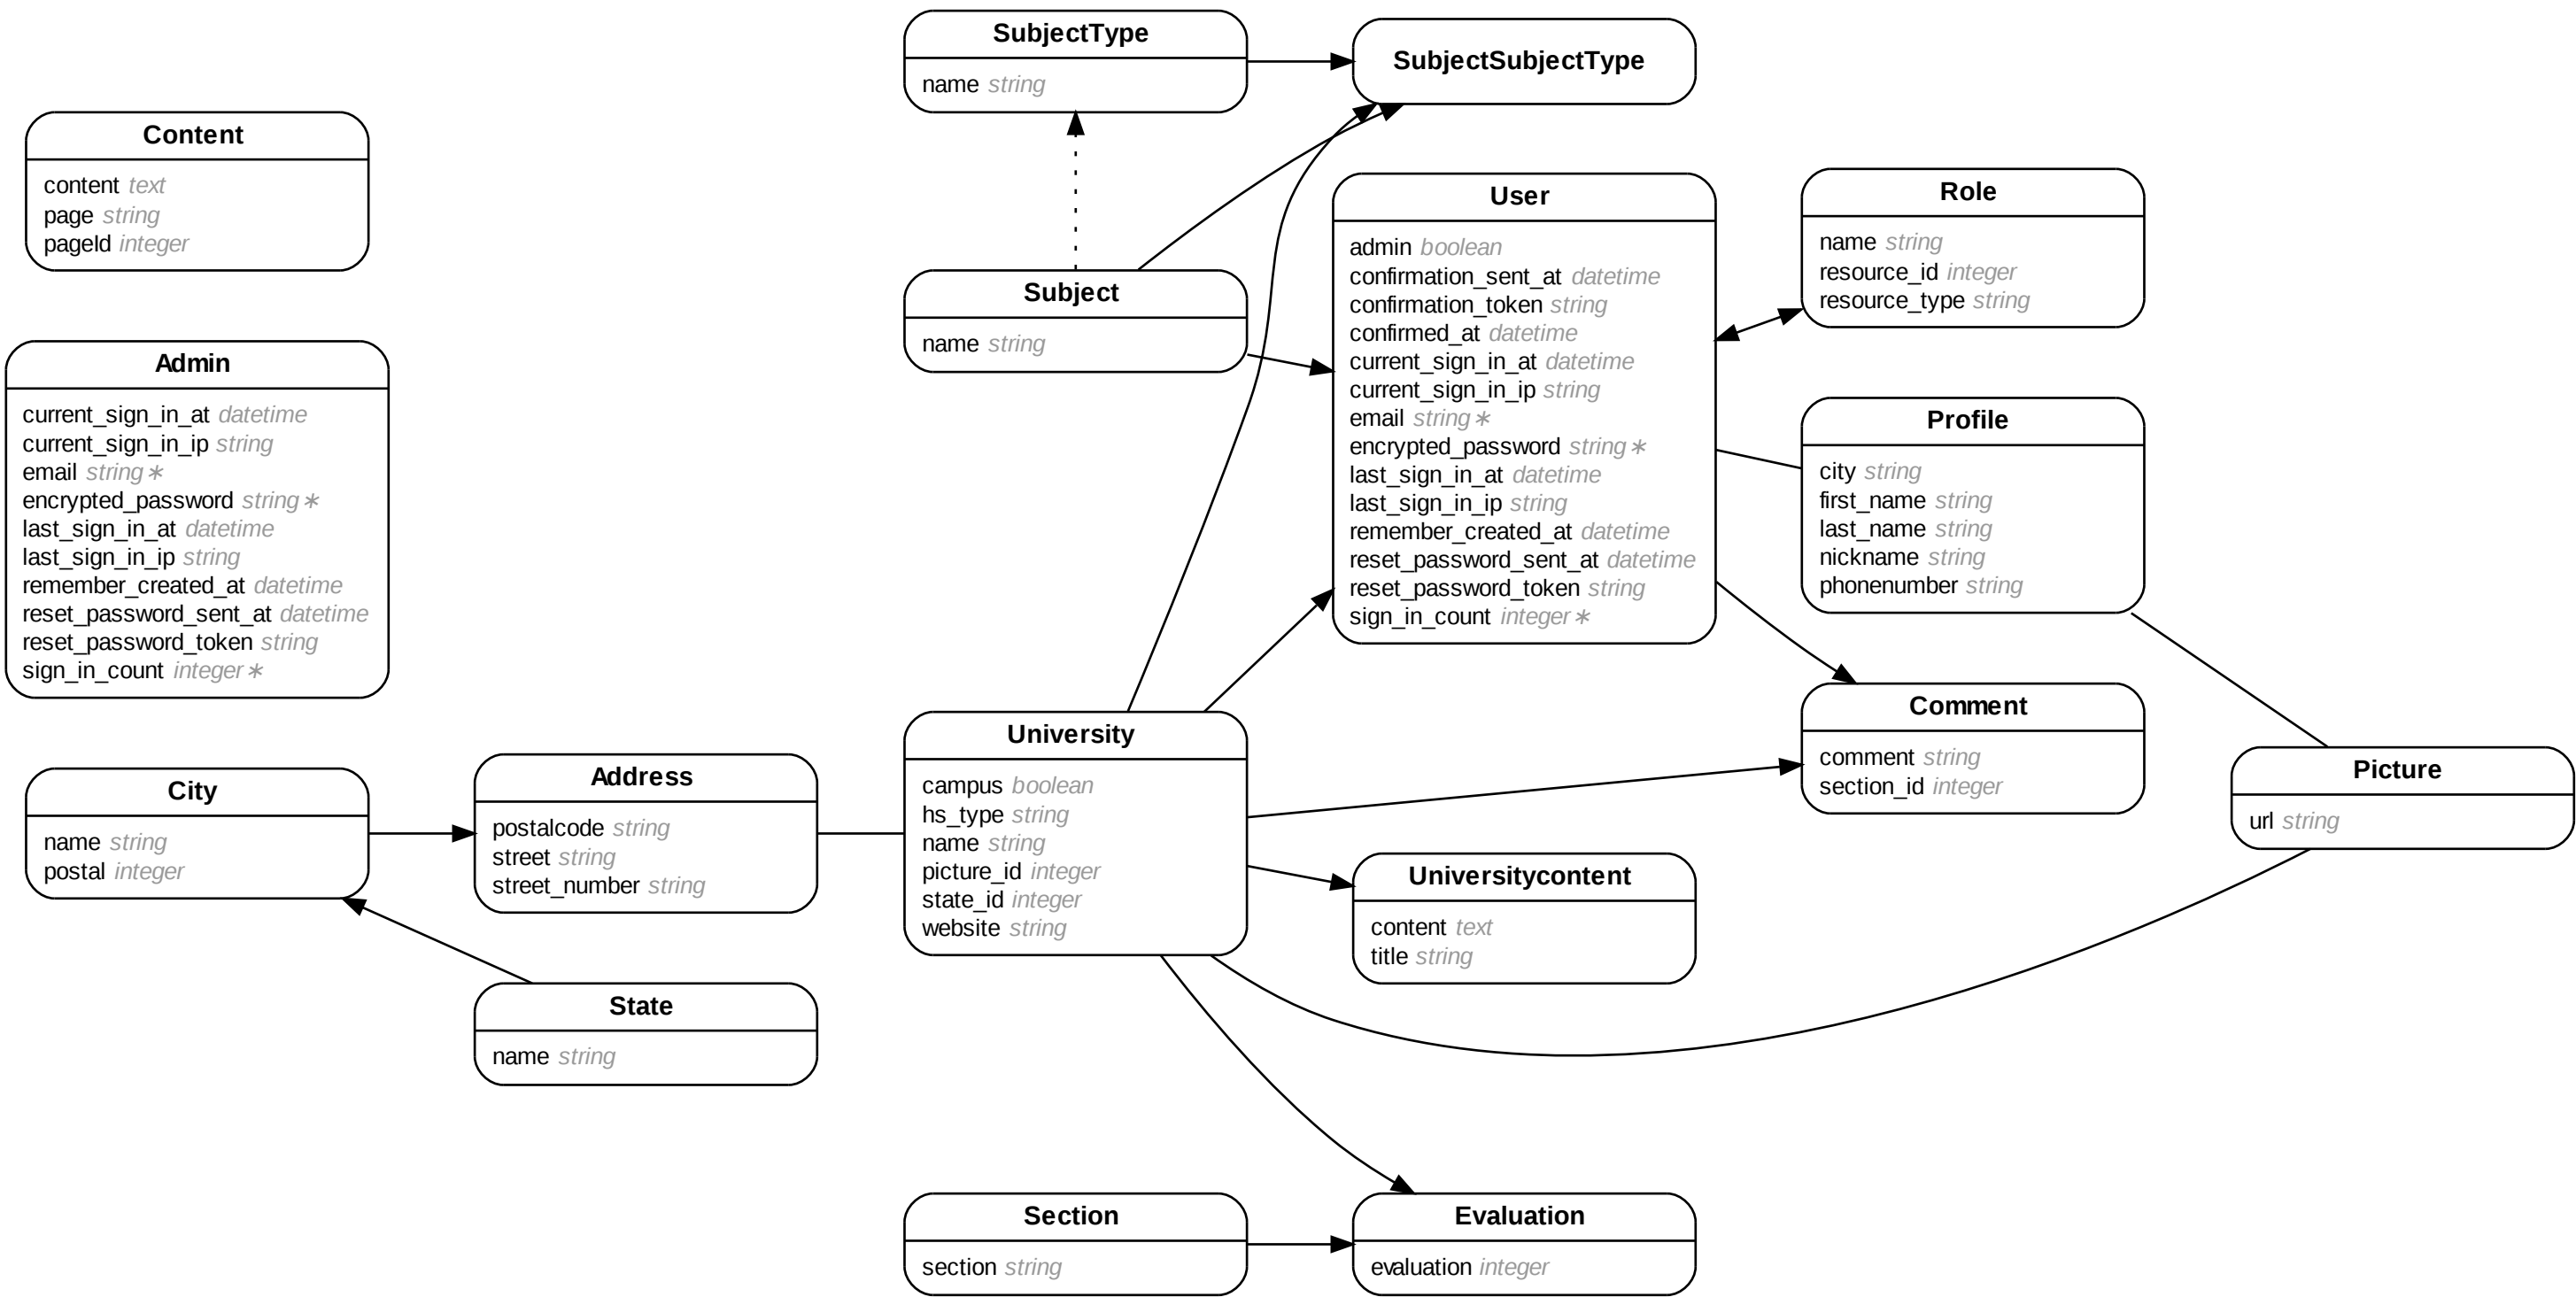 SubjectType
name string
SubjectSubjectType
Content
content text
page string
pageId integer
User
admin boolean
confirmation_sent_at datetime
confirmation_token string
confirmed_at datetime
current_sign_in_at datetime
current_sign_in_ip string
email string∗
encrypted_password string∗
last_sign_in_at datetime
last_sign_in_ip string
remember_created_at datetime
reset_password_sent_at datetime
reset_password_token string
sign_in_count integer∗
Role
name string
resource_id integer
resource_type string
Subject
name string
Admin
current_sign_in_at datetime
current_sign_in_ip string
email string∗
encrypted_password string∗
last_sign_in_at datetime
last_sign_in_ip string
remember_created_at datetime
reset_password_sent_at datetime
reset_password_token string
sign_in_count integer∗
Profile
city string
first_name string
last_name string
nickname string
phonenumber string
Comment
comment string
section_id integer
University
campus boolean
hs_type string
name string
picture_id integer
state_id integer
website string
Picture
url string
Address
postalcode string
street string
street_number string
City
name string
postal integer
Universitycontent
content text
title string
State
name string
Section
section string
Evaluation
evaluation integer